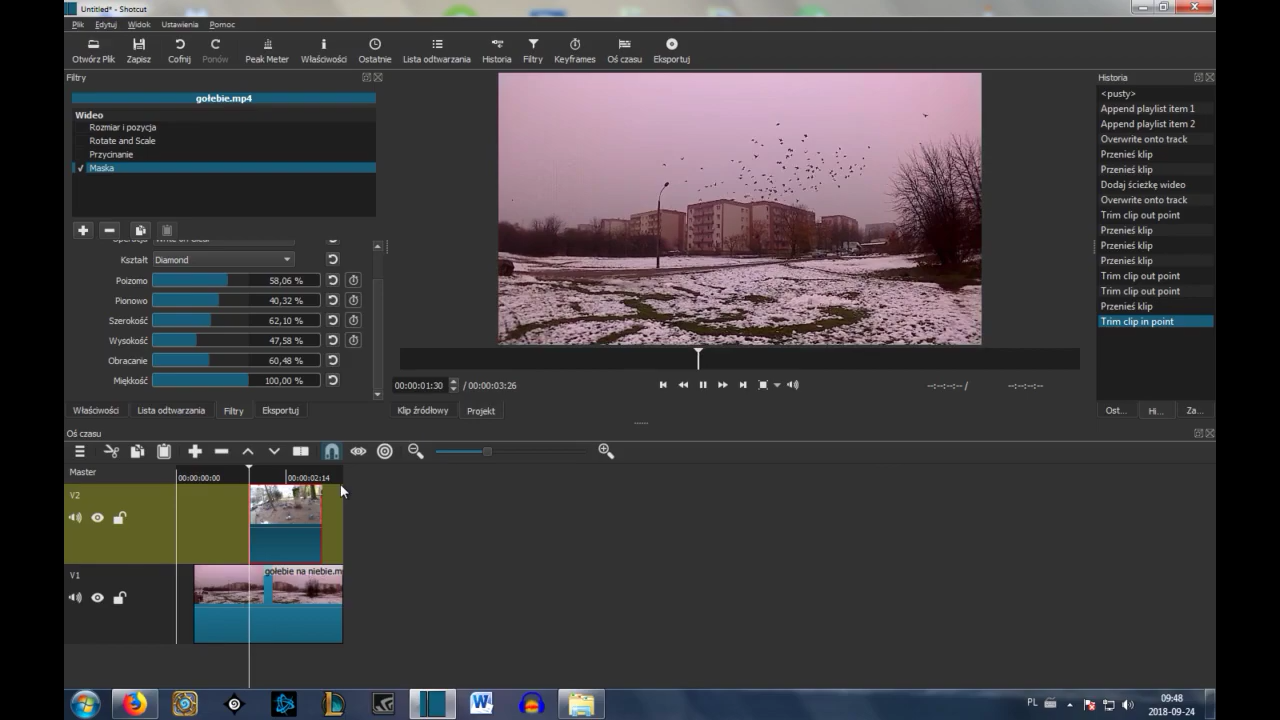 Untitled* - Shotcut
Plik Edytuj Widok Ustawienia Pomoc
Otwórz Plik Zapisz Cofnij Ponów Peak Meter Właściwości Ostatnie Lista odtwarzania Historia Filtry Keyframes Oś czasu Eksportuj
Filtry
gołebie.mp4
Wideo
Rozmiar i pozycja
Rotate and Scale
Przycinanie
✓ Maska
Kształt Diamond
Poizomo 58,06 %
Pionowo 40,32 %
Szerokość 62,10 %
Wysokość 47,58 %
Obracanie 60,48 %
Miękkość 100,00 %
Właściwości Lista odtwarzania Filtry Eksportuj
00:00:01:30 / 00:00:03:26
--:--:--:-- / --:--:--:--
Klip źródłowy Projekt
Historia
<pusty>
Append playlist item 1
Append playlist item 2
Overwrite onto track
Przenieś klip
Przenieś klip
Dodaj ścieżkę wideo
Overwrite onto track
Trim clip out point
Przenieś klip
Przenieś klip
Przenieś klip
Trim clip out point
Trim clip out point
Przenieś klip
Trim clip in point
Ost... Hi... Za...
Oś czasu
Master
00:00:00:00 00:00:02:14
V2
V1
gołebie na niebie.m
PL
09:48
2018-09-24